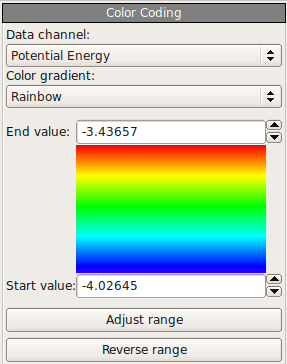 Color Coding
Data channel:
Potential Energy
Color gradient:
Rainbow
End value: -3.43657
Start value: -4.02645
Adjust range
Reverse range